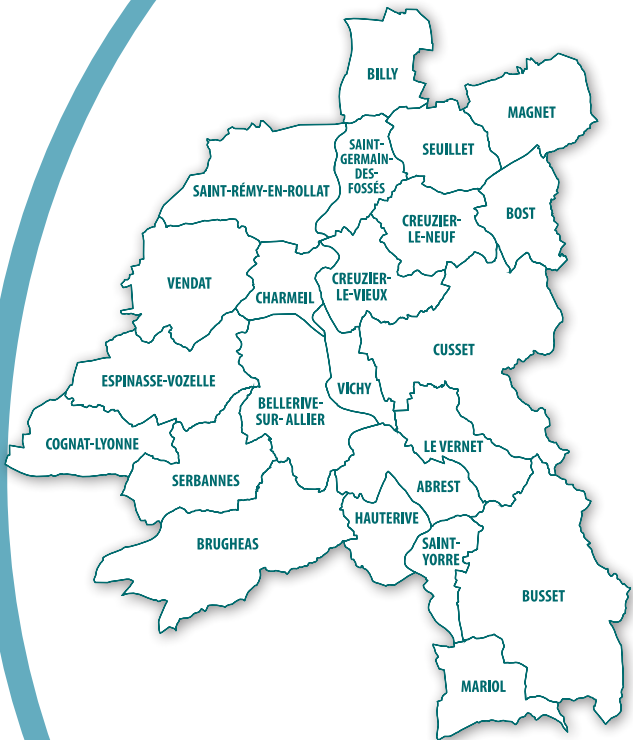 BILLY
MAGNET
SAINT-
GERMAIN-
DES-
FOSSÉS
SEUILLET
SAINT-RÉMY-EN-ROLLAT
CREUZIER-
LE-NEUF
BOST
VENDAT
CHARMEIL
CREUZIER-
LE-VIEUX
CUSSET
ESPINASSE-VOZELLE
VICHY
BELLERIVE-
SUR- ALLIER
COGNAT-LYONNE
LE VERNET
SERBANNES
ABREST
HAUTERIVE
BRUGHEAS
SAINT-
YORRE
BUSSET
MARIOL